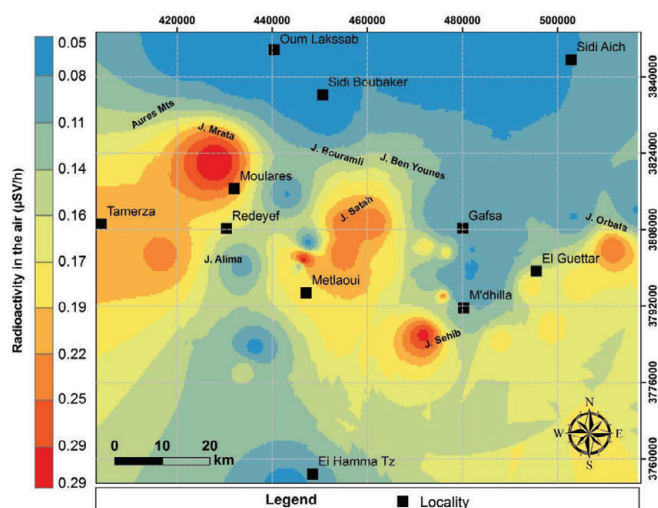 420000 440000 460000 480000 500000
Radioactivity in the air (µSV/h)
0.05
0.08
0.11
0.14
0.16
0.17
0.19
0.22
0.25
0.29
0.29
Oum Lakssab
Sidi Aich
Sidi Boubaker
Aures Mts
J. Mrata
J. Bouramli
J. Ben Younes
Moulares
Tamerza
Redeyef
J. Satah
Gafsa
J. Orbata
J. Alima
El Guettar
Metlaoui
M'dhilla
J. Sehib
El Hamma Tz
3840000
3824000
3808000
3792000
3776000
3760000
0 10 20
km
N
W E
S
Legend
Locality